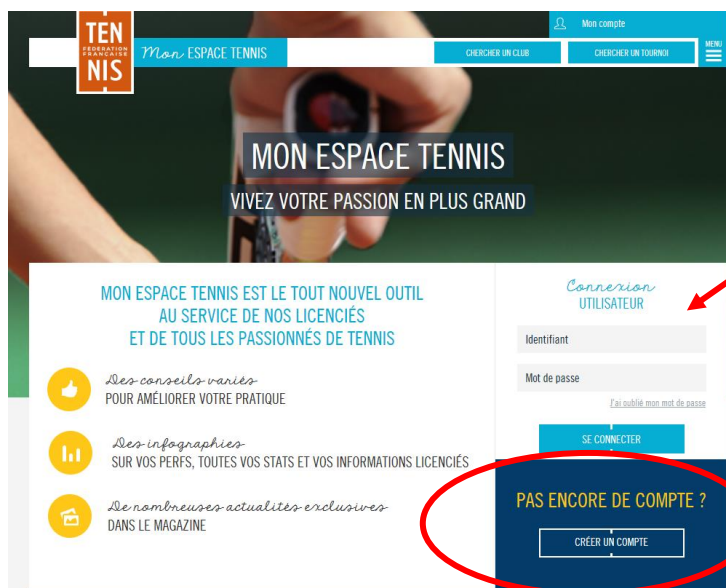 TEN
FEDERATION
FRANCAISE
NIS
Mon ESPACE TENNIS
Mon compte
CHERCHER UN CLUB
CHERCHER UN TOURNOI
MENU
MON ESPACE TENNIS
VIVEZ VOTRE PASSION EN PLUS GRAND
MON ESPACE TENNIS EST LE TOUT NOUVEL OUTIL
AU SERVICE DE NOS LICENCIÉS
ET DE TOUS LES PASSIONNÉS DE TENNIS
Des conseils variés
POUR AMÉLIORER VOTRE PRATIQUE
Des infographies
SUR VOS PERFS, TOUTES VOS STATS ET VOS INFORMATIONS LICENCIÉS
De nombreuses actualités exclusives
DANS LE MAGAZINE
Connexion
UTILISATEUR
Identifiant
Mot de passe
J'ai oublié mon mot de passe
SE CONNECTER
PAS ENCORE DE COMPTE ?
CRÉER UN COMPTE